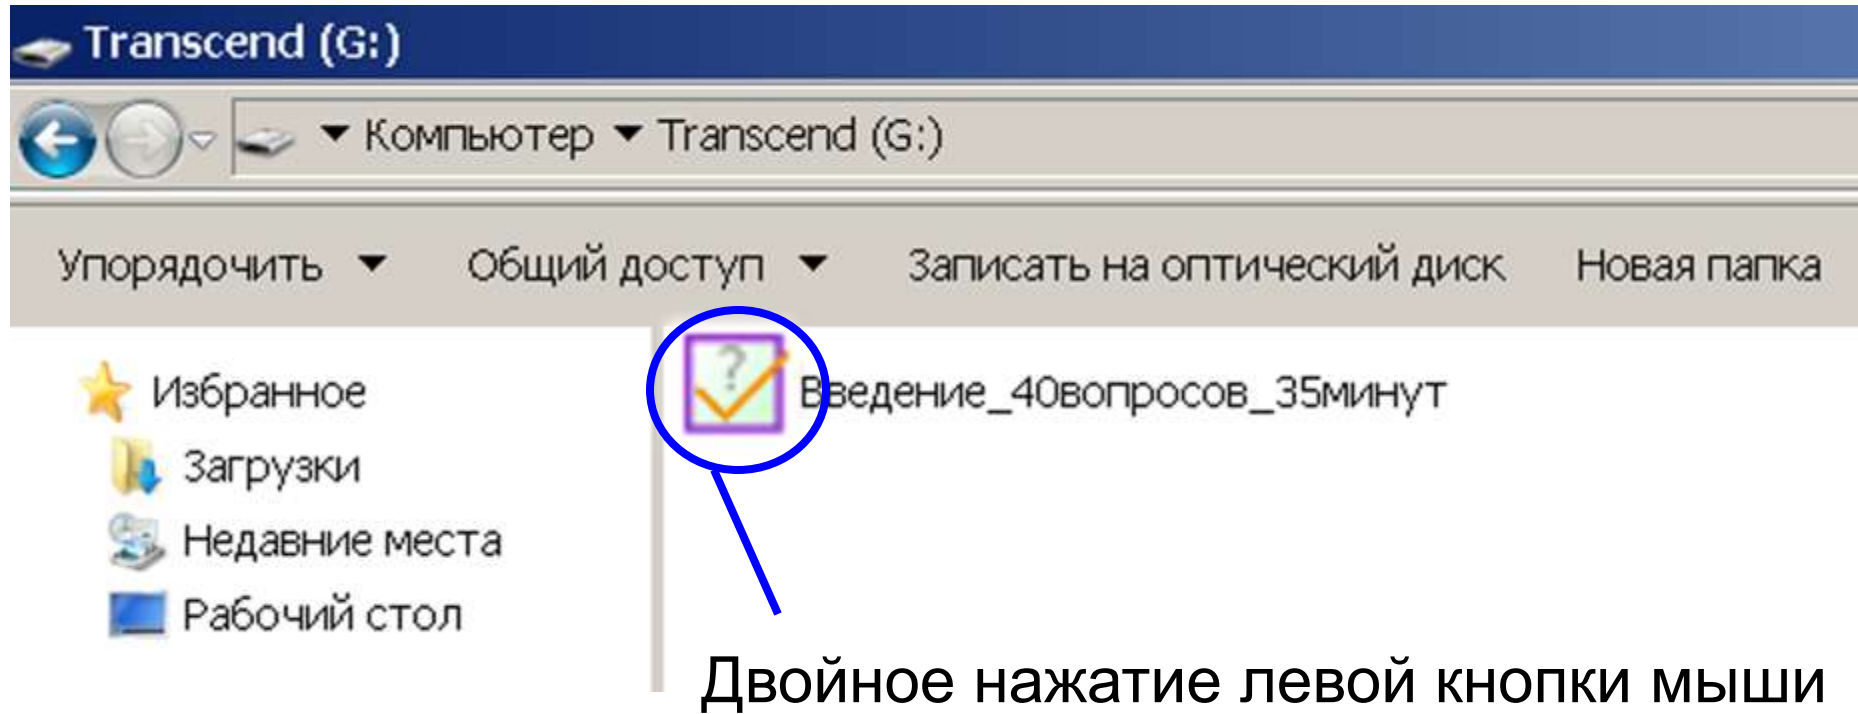 Transcend (G:)
Компьютер Transcend (G:)
Упорядочить Общий доступ Записать на оптический диск Новая папка
Избранное
Загрузки
Недавние места
Рабочий стол
?
Введение_40вопросов_35минут
Двойное нажатие левой кнопки мыши